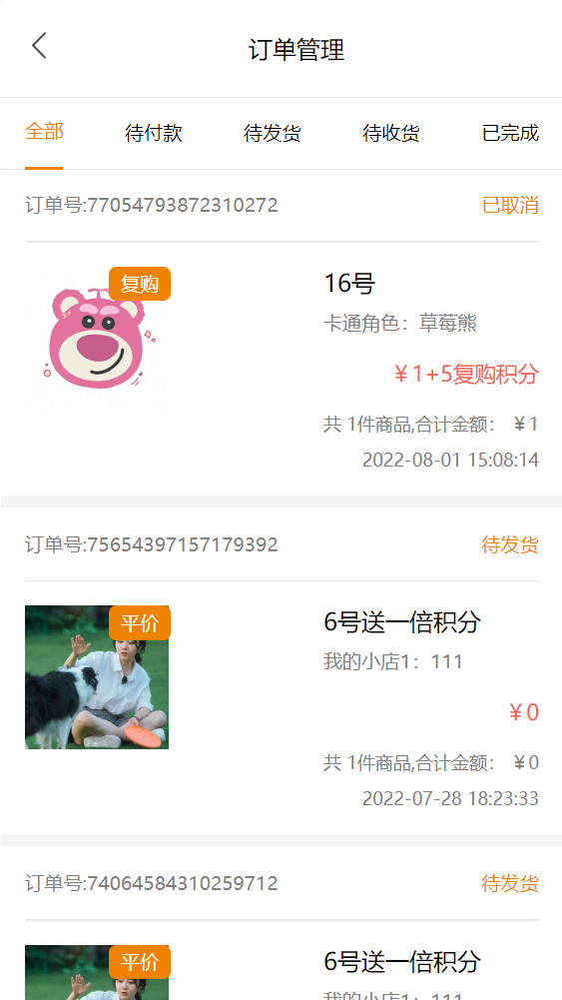 订单管理
全部 待付款 待发货 待收货 已完成
订单号:77054793872310272 已取消
复购
16号
卡通角色：草莓熊
￥1+5复购积分
共 1件商品,合计金额： ￥1
2022-08-01 15:08:14
订单号:75654397157179392 待发货
平价
6号送一倍积分
我的小店1：111
￥0
共 1件商品,合计金额： ￥0
2022-07-28 18:23:33
订单号:74064584310259712 待发货
平价
6号送一倍积分
我的小店1：111